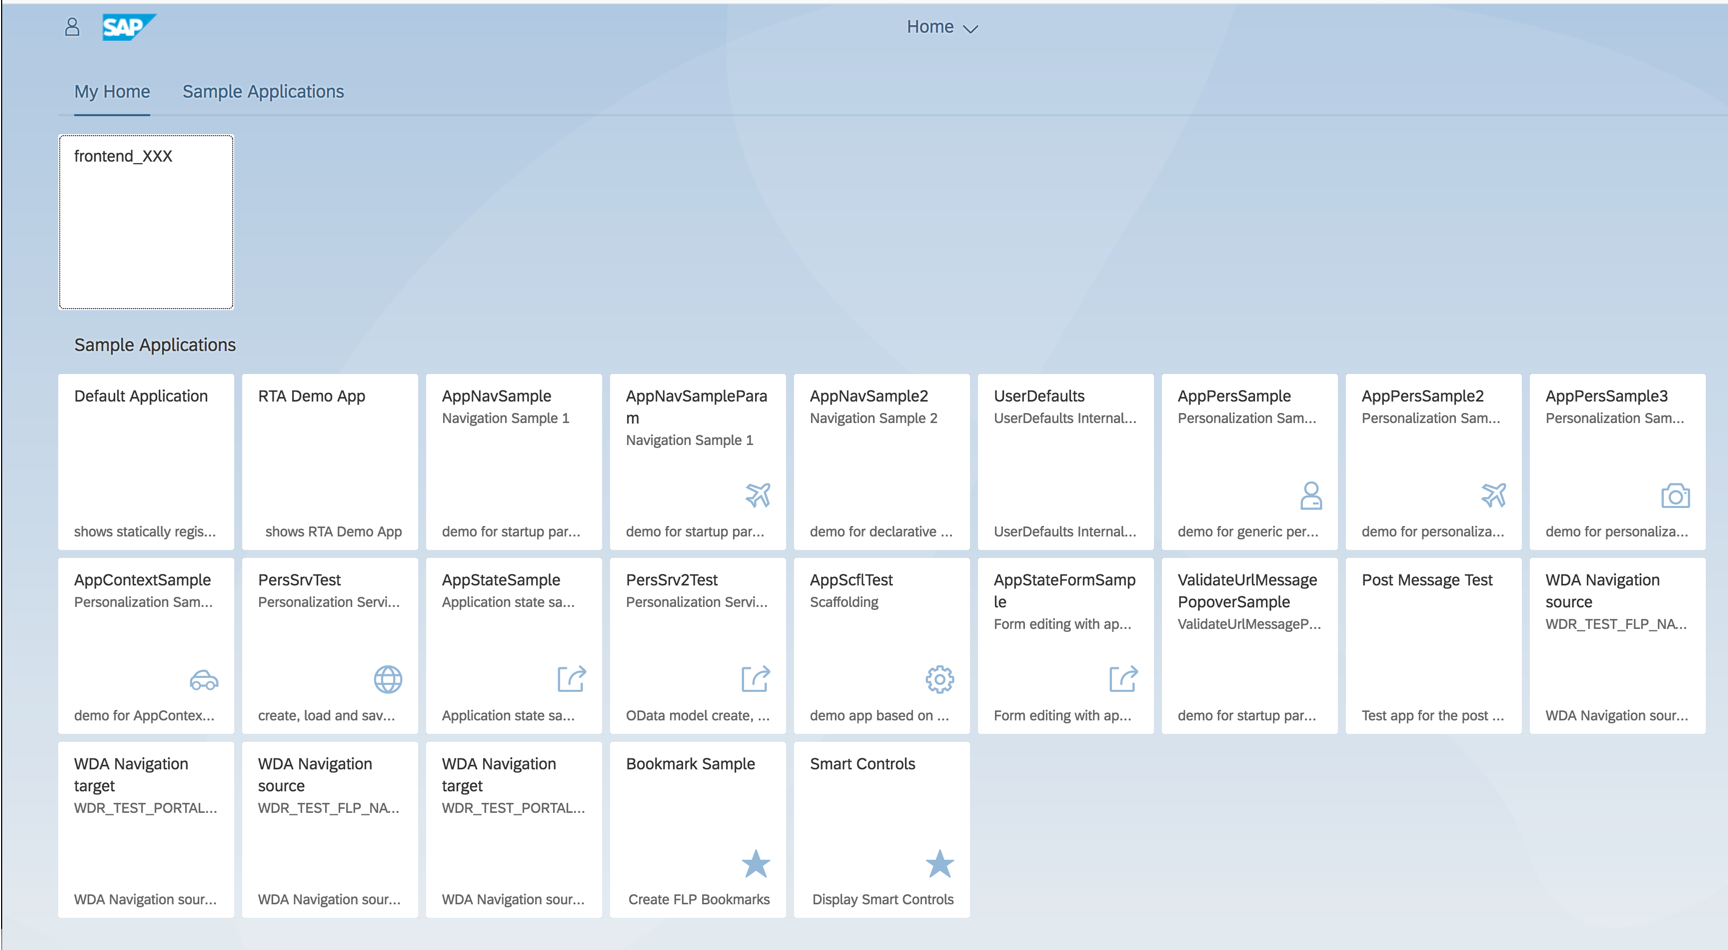 SAP
Home
My Home
Sample Applications
frontend_XXX
Sample Applications
Default Application
shows statically regis...
RTA Demo App
shows RTA Demo App
AppNavSample
Navigation Sample 1
demo for startup par...
AppNavSamplePara
m
Navigation Sample 1
demo for startup par...
AppNavSample2
Navigation Sample 2
demo for declarative ...
UserDefaults
UserDefaults Internal...
UserDefaults Internal...
AppPersSample
Personalization Sam...
demo for generic per...
AppPersSample2
Personalization Sam...
demo for personaliza...
AppPersSample3
Personalization Sam...
demo for personaliza...
AppContextSample
Personalization Sam...
demo for AppContex...
PersSrvTest
Personalization Servi...
create, load and sav...
AppStateSample
Application state sa...
Application state sa...
PersSrv2Test
Personalization Servi...
OData model create, ...
AppScflTest
Scaffolding
demo app based on ...
AppStateFormSamp
le
Form editing with ap...
Form editing with ap...
ValidateUrlMessage
PopoverSample
ValidateUrlMessageP...
demo for startup par...
Post Message Test
Test app for the post ...
WDA Navigation
source
WDR_TEST_FLP_NA...
WDA Navigation sour...
WDA Navigation
target
WDR_TEST_PORTAL...
WDA Navigation sour...
WDA Navigation
source
WDR_TEST_FLP_NA...
WDA Navigation sour...
WDA Navigation
target
WDR_TEST_PORTAL...
WDA Navigation sour...
Bookmark Sample
Create FLP Bookmarks
Smart Controls
Display Smart Controls